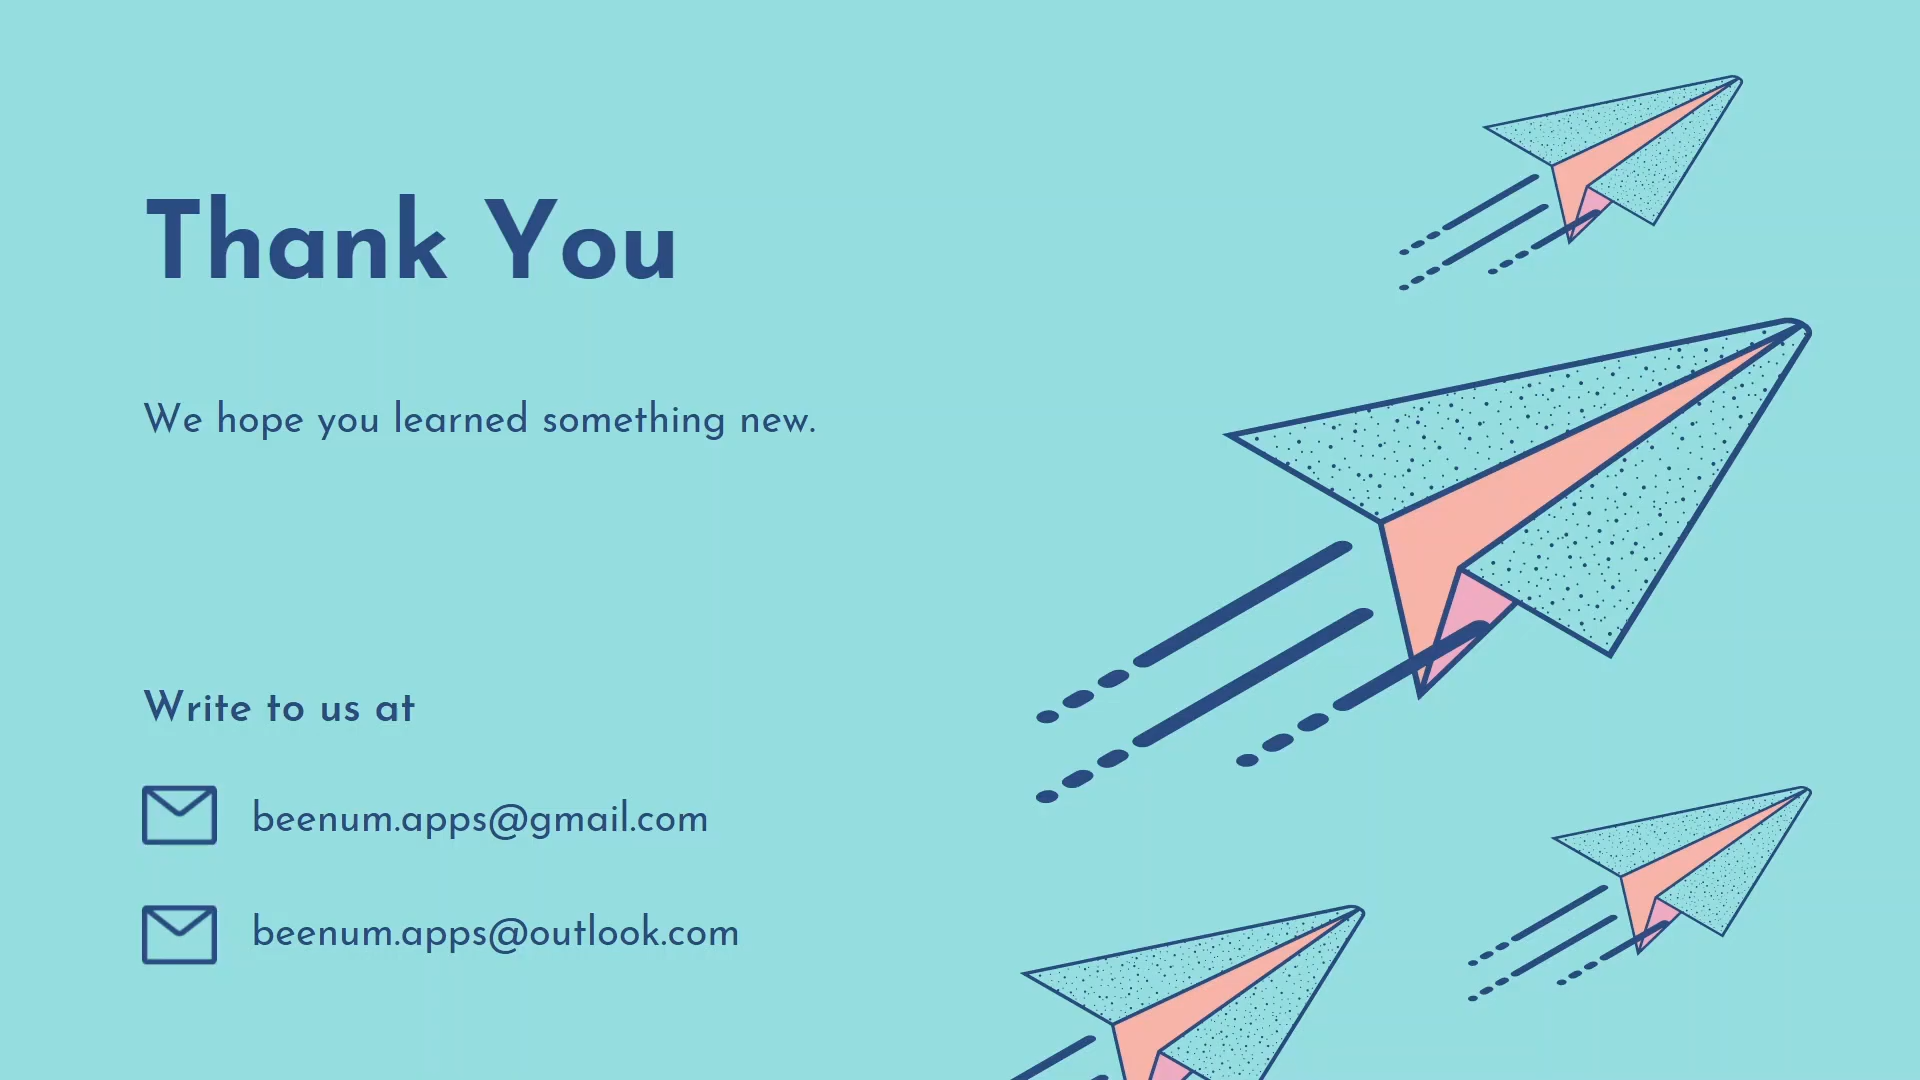 Thank You
We hope you learned something new.
Write to us at
beenum.apps@gmail.com
beenum.apps@outlook.com